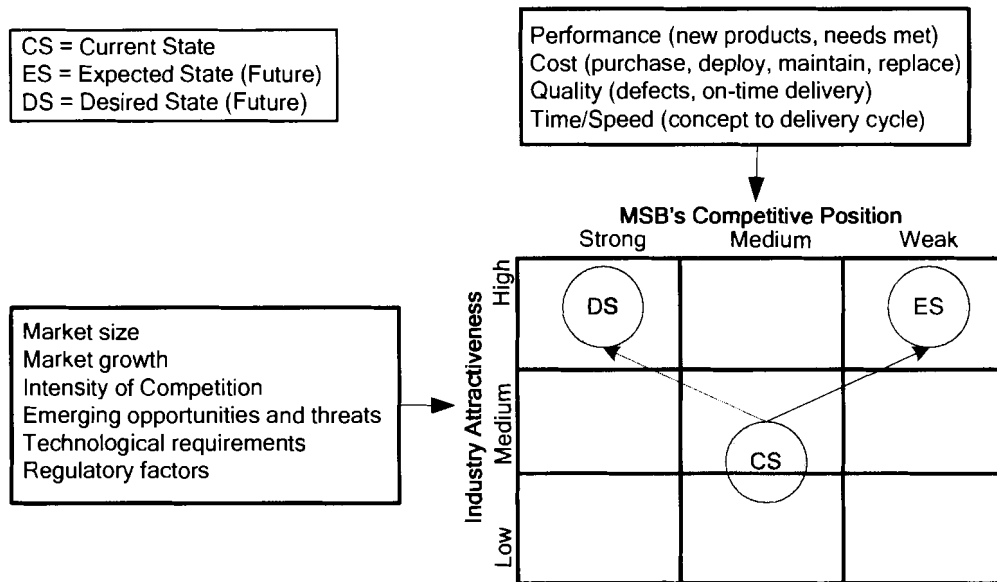 CS = Current State
ES = Expected State (Future)
DS = Desired State (Future)
Performance (new products, needs met)
Cost (purchase, deploy, maintain, replace)
Quality (defects, on-time delivery)
Time/Speed (concept to delivery cycle)
MSB's Competitive Position
Strong Medium Weak
Market size
Market growth
Intensity of Competition
Emerging opportunities and threats
Technological requirements
Regulatory factors
Industry Attractiveness
High
Medium
Low
DS
ES
CS